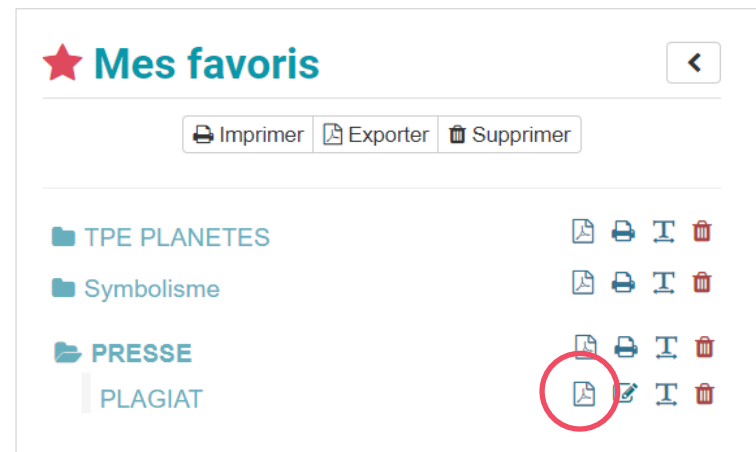 Mes favoris
Imprimer Exporter Supprimer
TPE PLANETES
Symbolisme
PRESSE
PLAGIAT